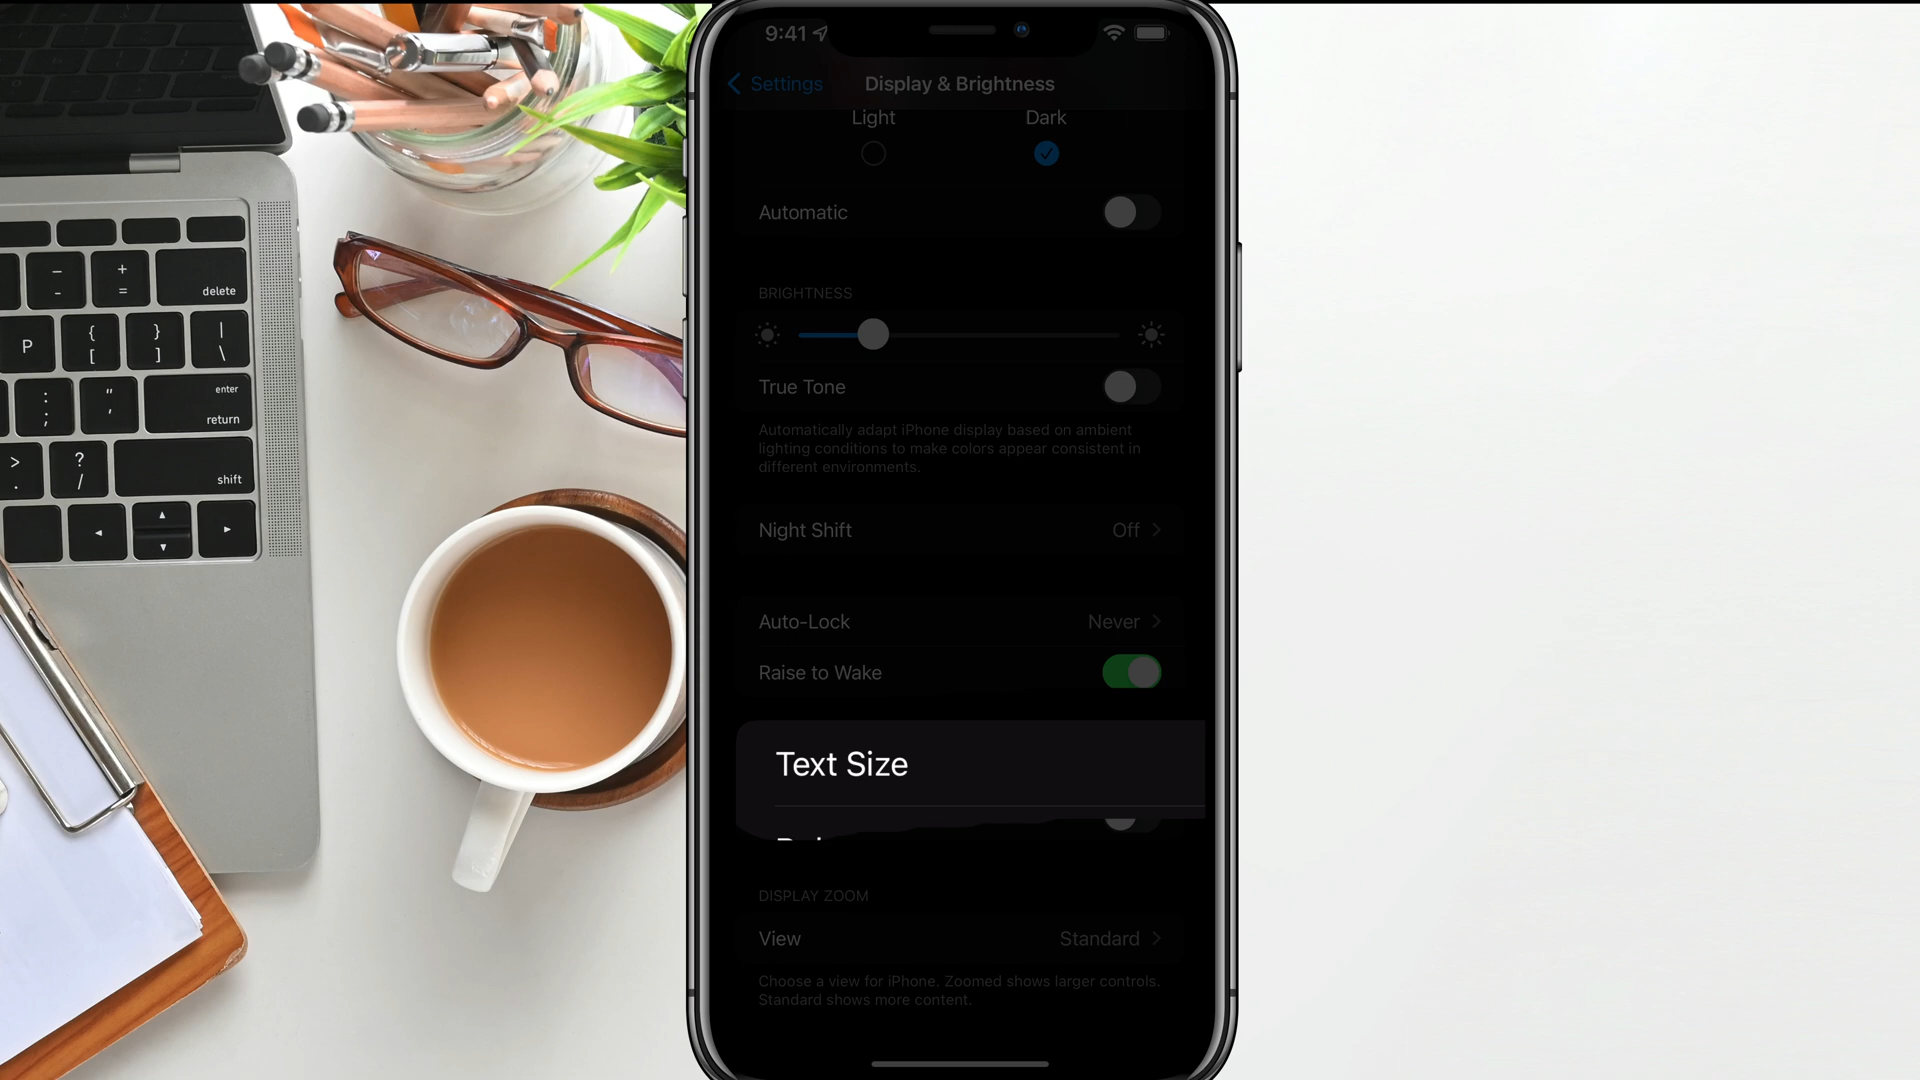 9:41
Settings
Display & Brightness
Light
Dark
Automatic
BRIGHTNESS
True Tone
Automatically adapt iPhone display based on ambient
lighting conditions to make colors appear consistent in
different environments.
Night Shift
Off
Auto-Lock
Never
Raise to Wake
Text Size
DISPLAY ZOOM
View
Standard
Choose a view for iPhone. Zoomed shows larger controls.
Standard shows more content.
– + delete
- =
P { } |
[ ] \
: " enter
; ' return
> ? shift
. /